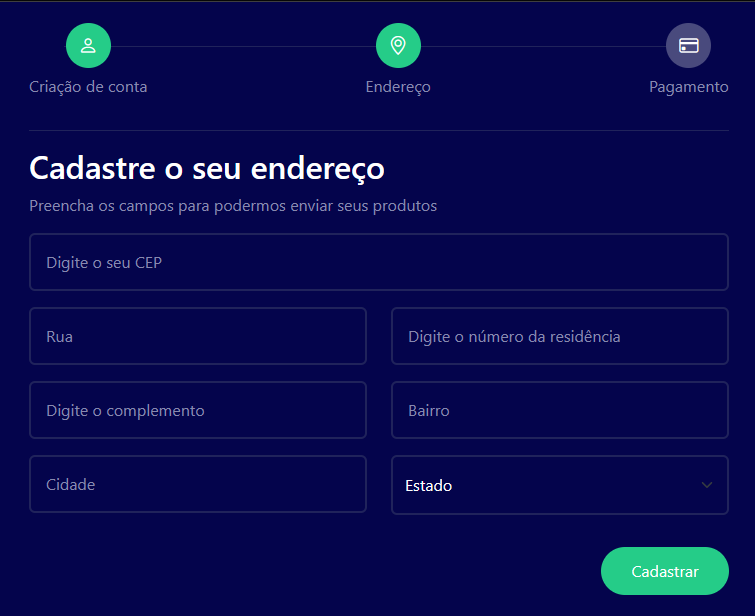 Criação de conta
Endereço
Pagamento
Cadastre o seu endereço
Preencha os campos para podermos enviar seus produtos
Digite o seu CEP
Rua
Digite o número da residência
Digite o complemento
Bairro
Cidade
Estado
Cadastrar